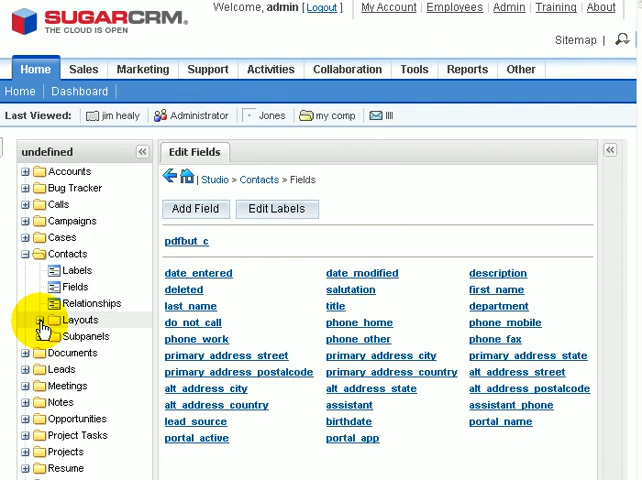 SUGARCRM.
THE CLOUD IS OPEN
Welcome, admin [ Logout ]
My Account Employees Admin Training About
Sitemap
Home Sales Marketing Support Activities Collaboration Tools Reports Other
Home Dashboard
Last Viewed: jim healy Administrator Jones my comp llll
undefined
Accounts
Bug Tracker
Calls
Campaigns
Cases
Contacts
Labels
Fields
Relationships
Layouts
Subpanels
Documents
Leads
Meetings
Notes
Opportunities
Project Tasks
Projects
Resume
Edit Fields
| Studio » Contacts » Fields
Add Field Edit Labels
pdfbut_c
date_entered date_modified description
deleted salutation first_name
last_name title department
do_not_call phone_home phone_mobile
phone_work phone_other phone_fax
primary_address_street primary_address_city primary_address_state
primary_address_postalcode primary_address_country alt_address_street
alt_address_city alt_address_state alt_address_postalcode
alt_address_country assistant assistant_phone
lead_source birthdate portal_name
portal_active portal_app